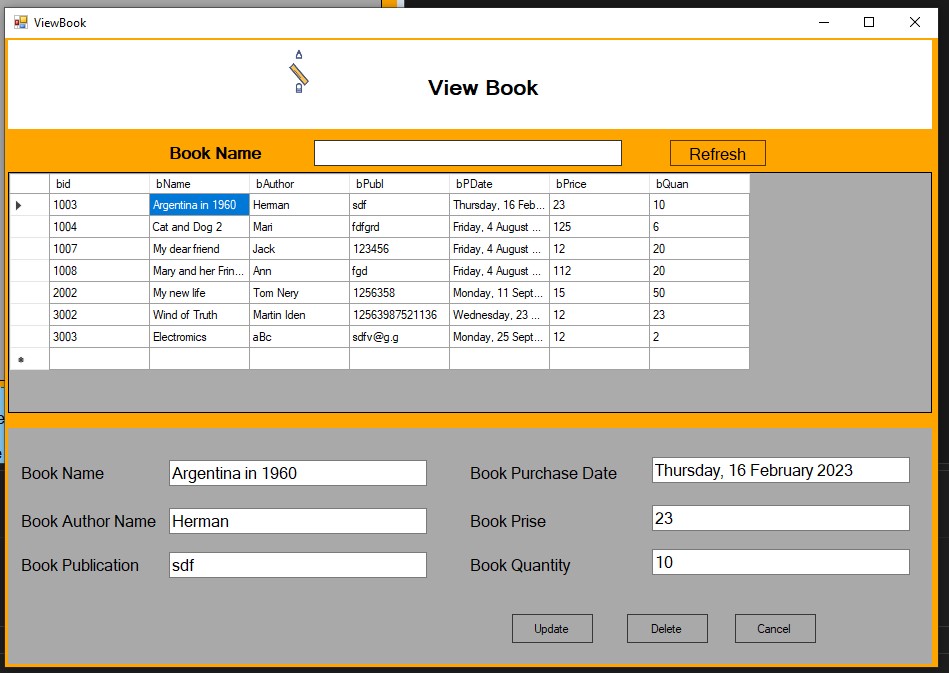 ViewBook
View Book
Book Name Refresh
bid bName bAuthor bPubl bPDate bPrice bQuan
1003 Argentina in 1960 Herman sdf Thursday, 16 Feb... 23 10
1004 Cat and Dog 2 Mari fdfgrd Friday, 4 August ... 125 6
1007 My dear friend Jack 123456 Friday, 4 August ... 12 20
1008 Mary and her Frin... Ann fgd Friday, 4 August ... 112 20
2002 My new life Tom Nery 1256358 Monday, 11 Sept... 15 50
3002 Wind of Truth Martin Iden 12563987521136 Wednesday, 23 ... 12 23
3003 Electromics aBc sdfv@g.g Monday, 25 Sept... 12 2
Book Name Argentina in 1960 Book Purchase Date Thursday, 16 February 2023
Book Author Name Herman Book Prise 23
Book Publication sdf Book Quantity 10
Update Delete Cancel